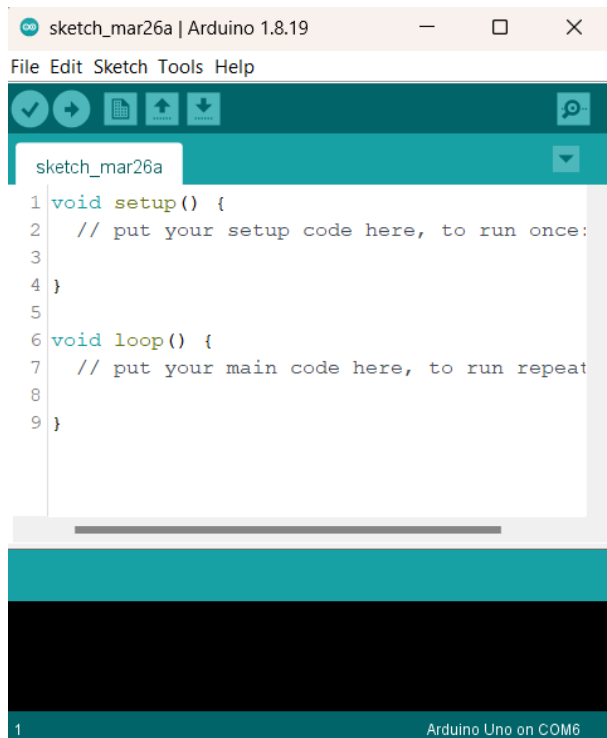 sketch_mar26a | Arduino 1.8.19
File Edit Sketch Tools Help
sketch_mar26a
1 void setup() {
2 // put your setup code here, to run once:
3
4 }
5
6 void loop() {
7 // put your main code here, to run repeat
8
9 }
1 Arduino Uno on COM6